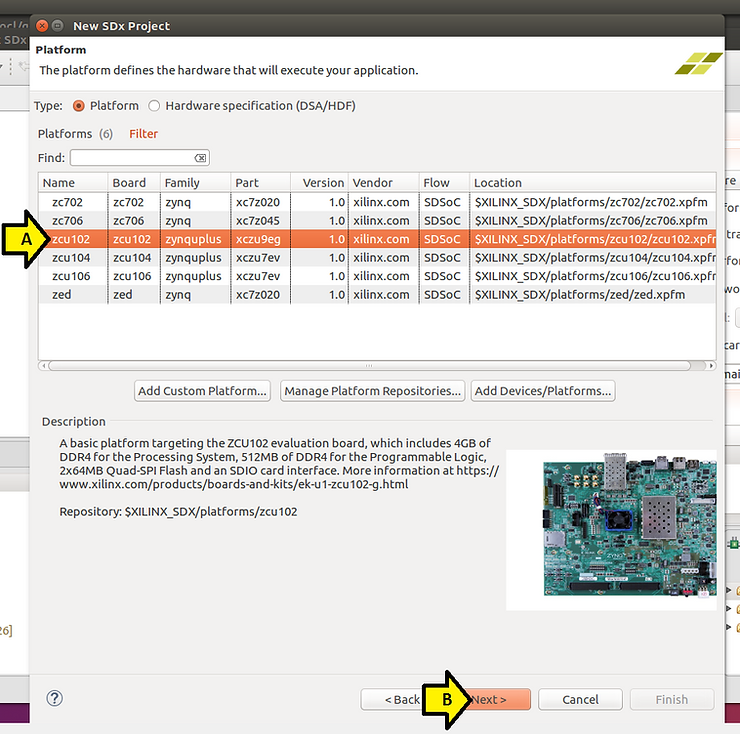 New SDx Project
Platform
The platform defines the hardware that will execute your application.
Type: Platform Hardware specification (DSA/HDF)
Platforms (6) Filter
Find:
Name Board Family Part Version Vendor Flow Location
zc702 zc702 zynq xc7z020 1.0 xilinx.com SDSoC $XILINX_SDX/platforms/zc702/zc702.xpfm
zc706 zc706 zynq xc7z045 1.0 xilinx.com SDSoC $XILINX_SDX/platforms/zc706/zc706.xpfm
A
zcu102 zcu102 zynquplus xczu9eg 1.0 xilinx.com SDSoC $XILINX_SDX/platforms/zcu102/zcu102.xpfm
zcu104 zcu104 zynquplus xczu7ev 1.0 xilinx.com SDSoC $XILINX_SDX/platforms/zcu104/zcu104.xpfm
zcu106 zcu106 zynquplus xczu7ev 1.0 xilinx.com SDSoC $XILINX_SDX/platforms/zcu106/zcu106.xpfm
zed zed zynq xc7z020 1.0 xilinx.com SDSoC $XILINX_SDX/platforms/zed/zed.xpfm
Add Custom Platform... Manage Platform Repositories... Add Devices/Platforms...
Description
A basic platform targeting the ZCU102 evaluation board, which includes 4GB of
DDR4 for the Processing System, 512MB of DDR4 for the Programmable Logic,
2x64MB Quad-SPI Flash and an SDIO card interface. More information at https://
www.xilinx.com/products/boards-and-kits/ek-u1-zcu102-g.html
Repository: $XILINX_SDX/platforms/zcu102
26]
< Back B Next > Cancel Finish